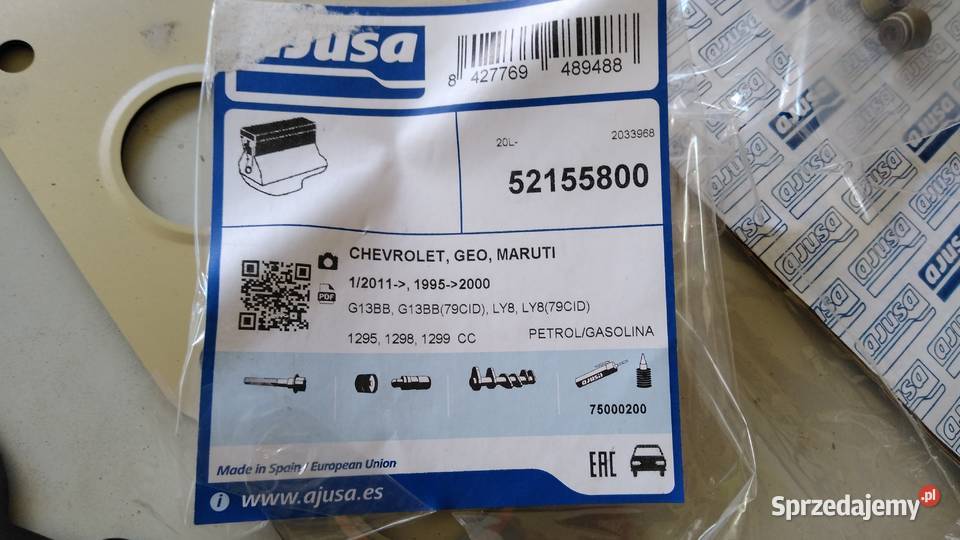 ajusa
8 427769 489488
20L- 2033968
52155800
CHEVROLET, GEO, MARUTI
1/2011->, 1995->2000
G13BB, G13BB(79CID), LY8, LY8(79CID)
PDF
1295, 1298, 1299 CC PETROL/GASOLINA
ajusa
75000200
Made in Spain / European Union
EAC
i www.ajusa.es
Sprzedajemy.pl